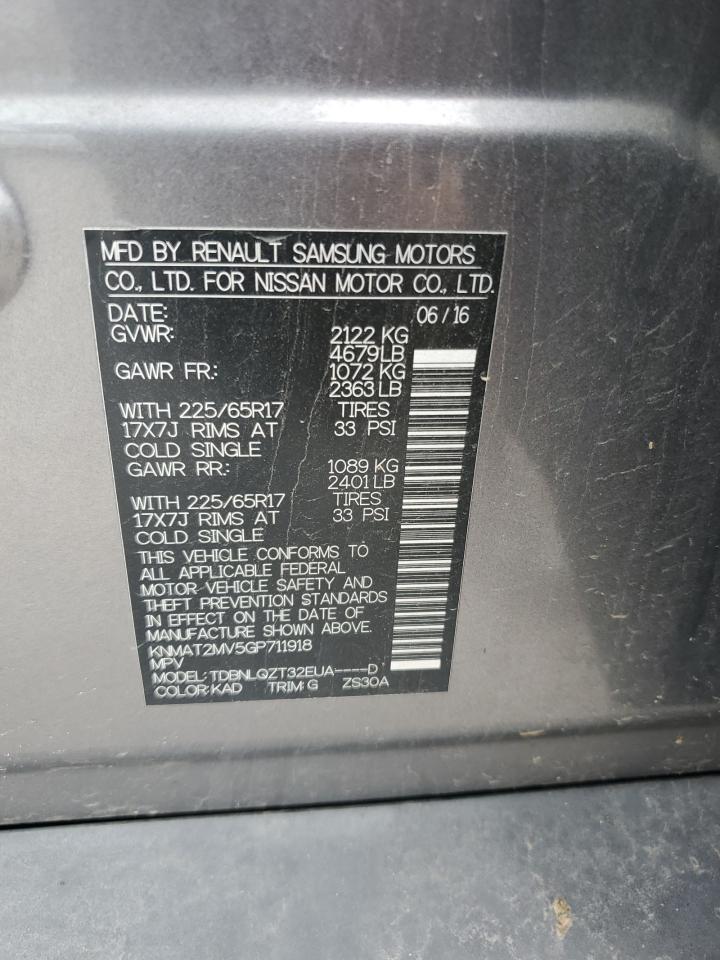 MFD BY RENAULT SAMSUNG MOTORS
CO., LTD. FOR NISSAN MOTOR CO., LTD.
DATE: 06/16
GVWR: 2122 KG
4679LB
GAWR FR.: 1072 KG
2363 LB
WITH 225/65R17 TIRES
17X7J RIMS AT 33 PSI
COLD SINGLE
GAWR RR.: 1089 KG
2401 LB
WITH 225/65R17 TIRES
17X7J RIMS AT 33 PSI
COLD SINGLE
THIS VEHICLE CONFORMS TO
ALL APPLICABLE FEDERAL
MOTOR VEHICLE SAFETY AND
THEFT PREVENTION STANDARDS
IN EFFECT ON THE DATE OF
MANUFACTURE SHOWN ABOVE.
KNMAT2MV5GP711918
MPV
MODEL: TDBNLQZT32EUA----D
COLOR: KAD TRIM: G ZS30A